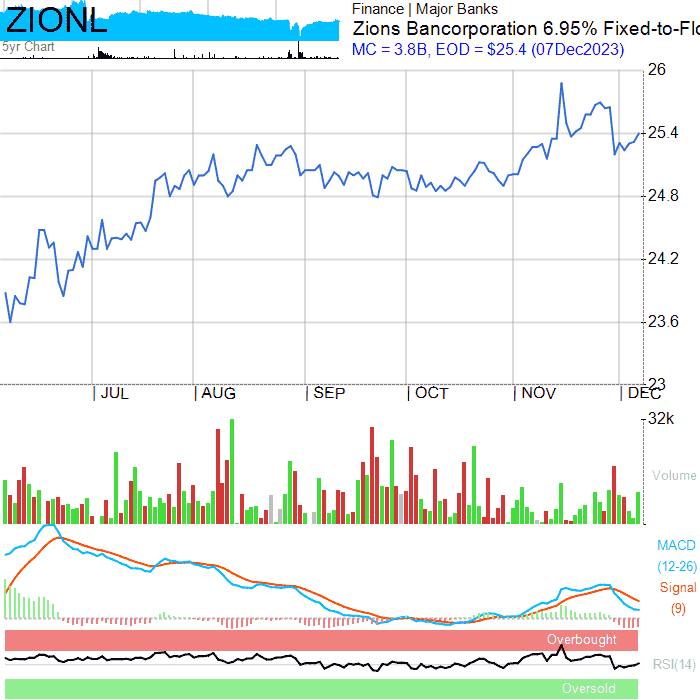 ZIONL
5yr Chart
Finance | Major Banks
Zions Bancorporation 6.95% Fixed-to-Flo
MC = 3.8B, EOD = $25.4 (07Dec2023)
26
25.4
24.8
24.2
23.6
23
JUL AUG SEP OCT NOV DEC
32k
Volume
MACD
(12-26)
Signal
(9)
Overbought
RSI(14)
Oversold